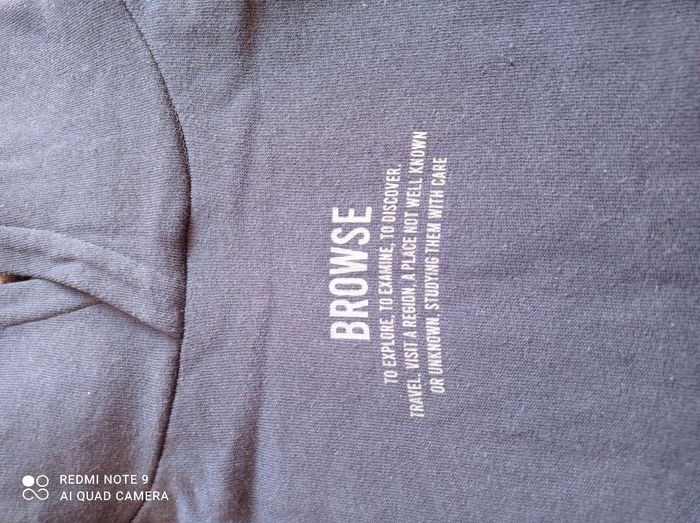 BROWSE
TO EXPLORE, TO EXAMINE, TO DISCOVER.
TRAVEL. VISIT A REGION, A PLACE NOT WELL KNOWN
OR UNKNOWN. STUDYING THEM WITH CARE
REDMI NOTE 9
AI QUAD CAMERA